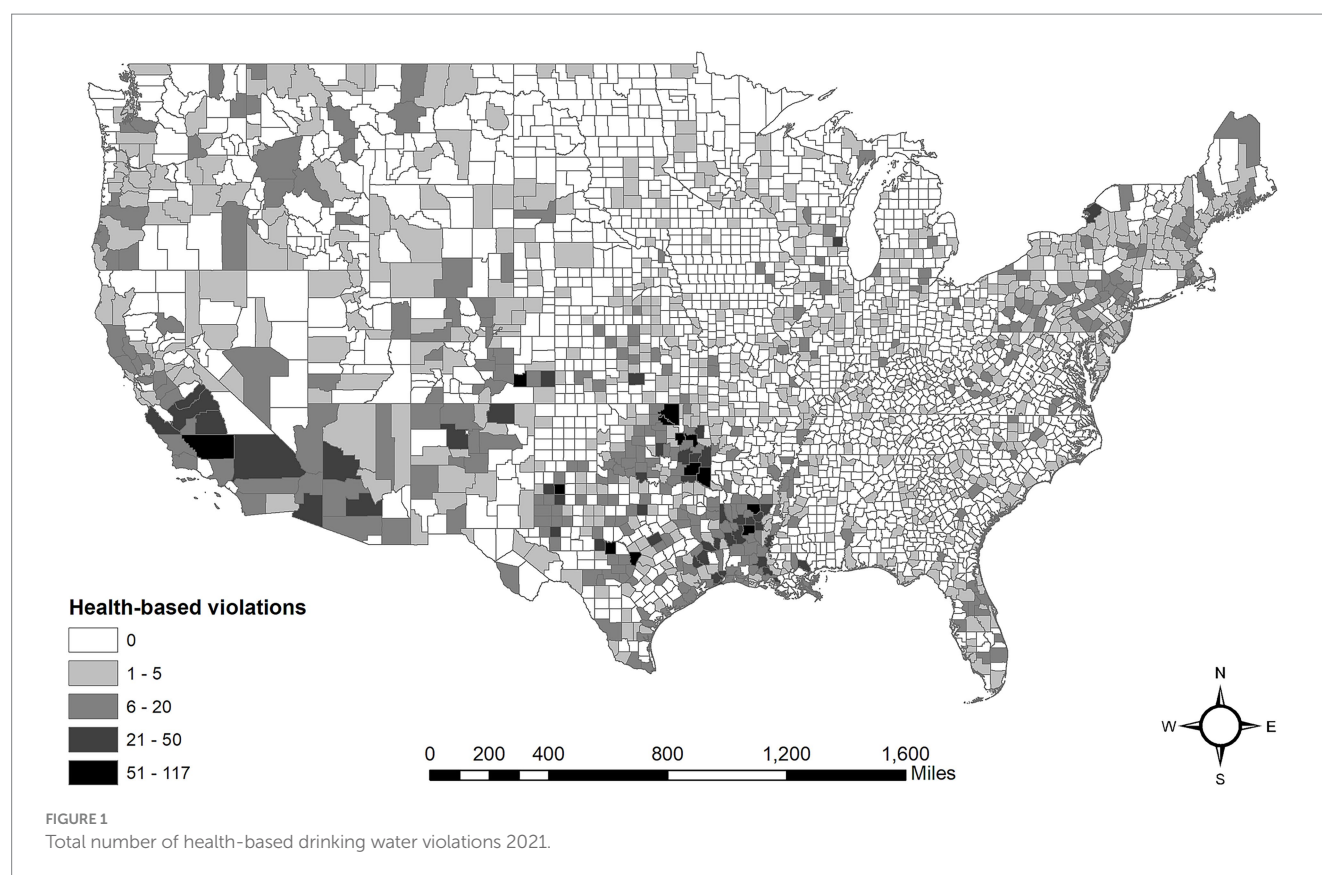 Health-based violations
0
1 - 5
6 - 20
21 - 50
51 - 117
0 200 400 800 1,200 1,600
Miles
N
W E
S
FIGURE 1
Total number of health-based drinking water violations 2021.